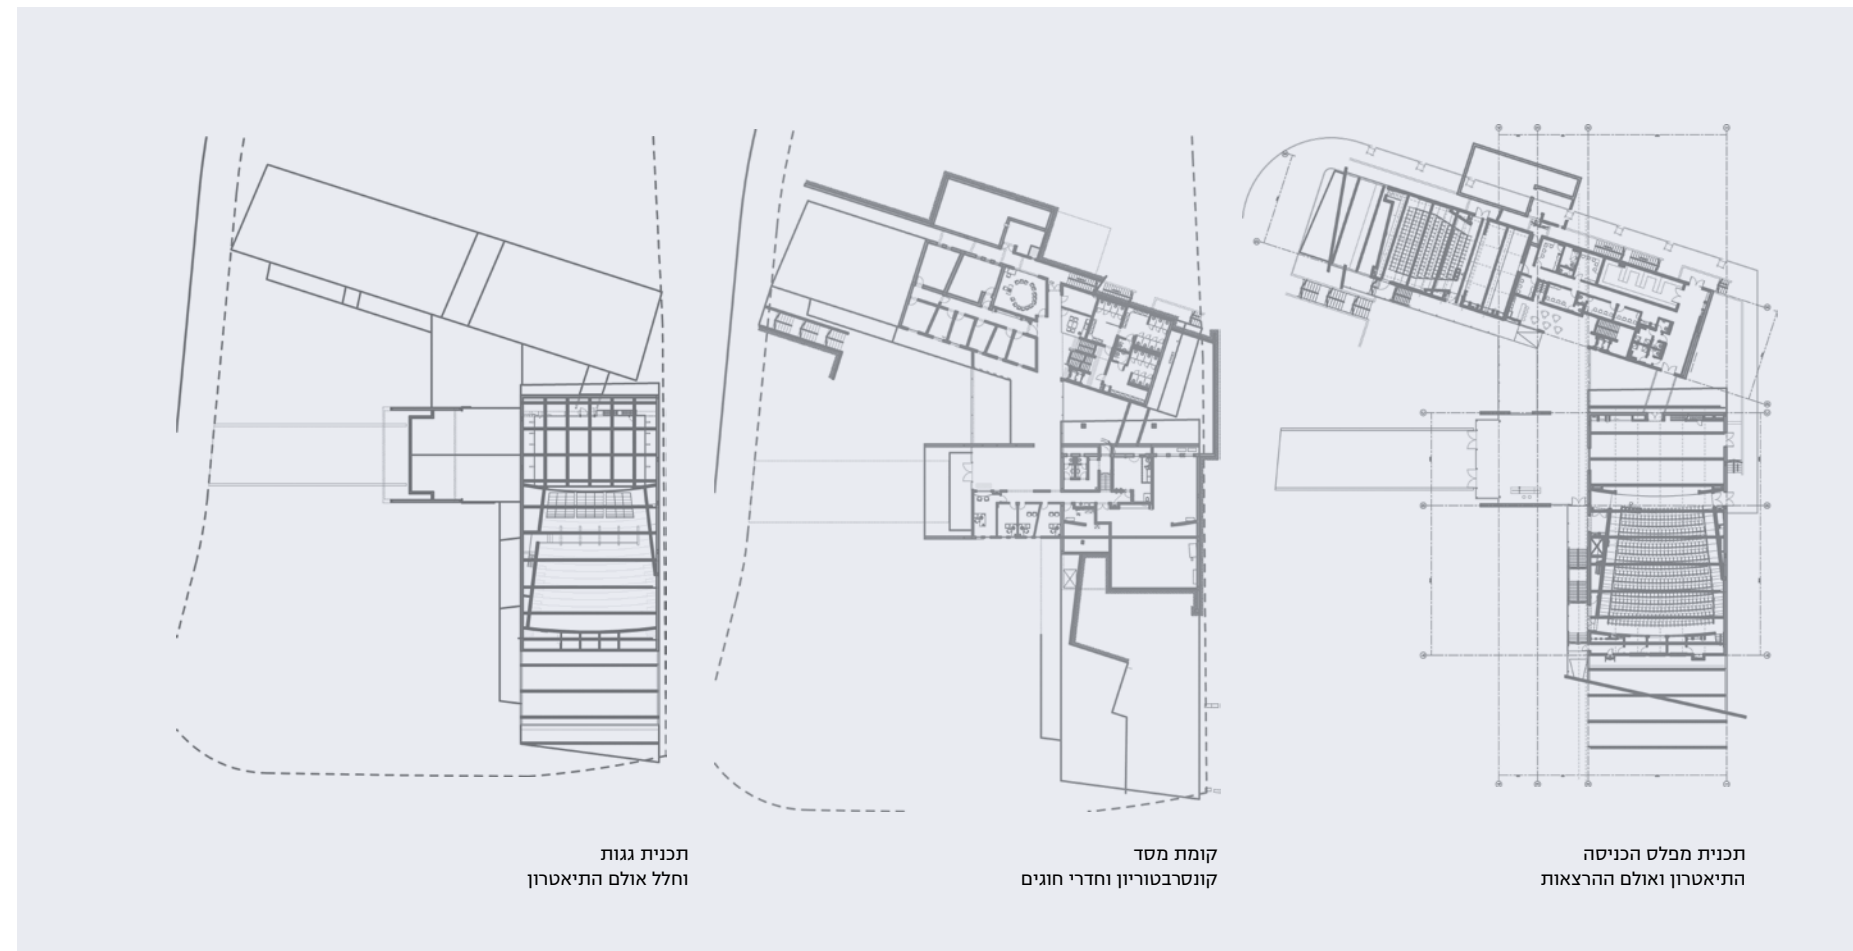 תכנית מפלס הכניסה
התיאטרון ואולם ההרצאות
קומת מסד
קונסרבטוריון וחדרי חוגים
תכנית גגות
וחלל אולם התיאטרון